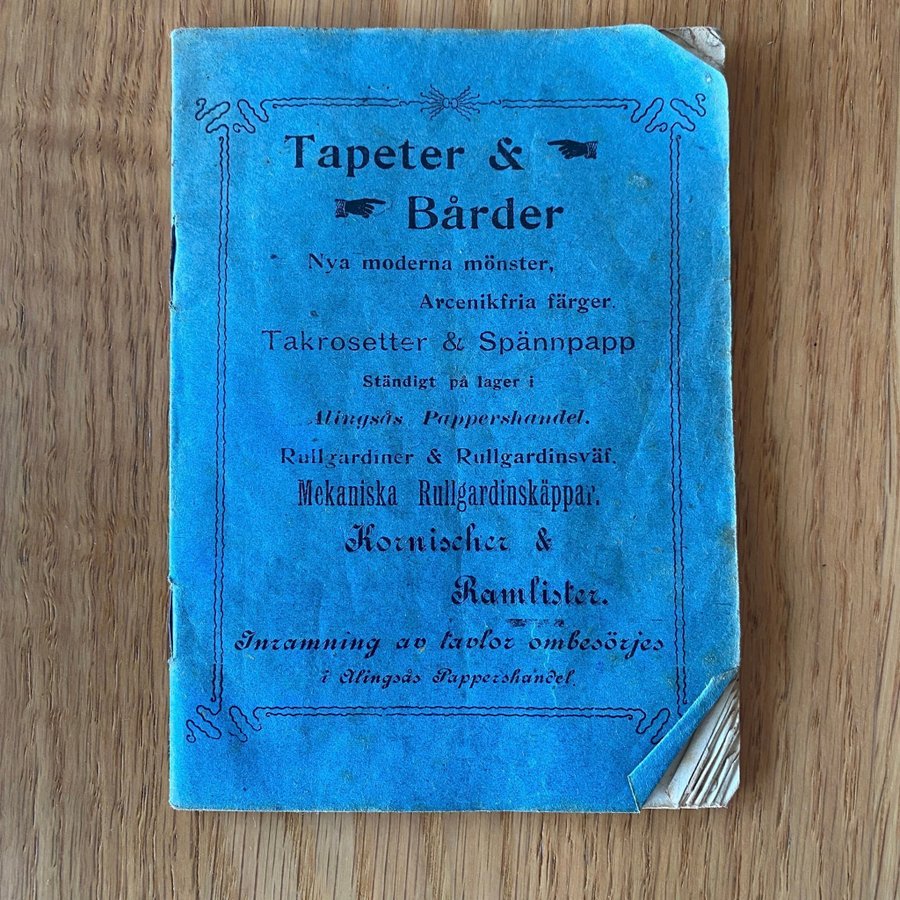 Tapeter &
Bårder
Nya moderna mönster,
Arcenikfria färger.
Takrosetter & Spännpapp
Ständigt på lager i
Alingsås Pappershandel.
Rullgardiner & Rullgardinsväf,
Mekaniska Rullgardinskäppar.
Kornischer &
Ramlister.
Inramning av tavlor ombesörjes
i Alingsås Pappershandel.